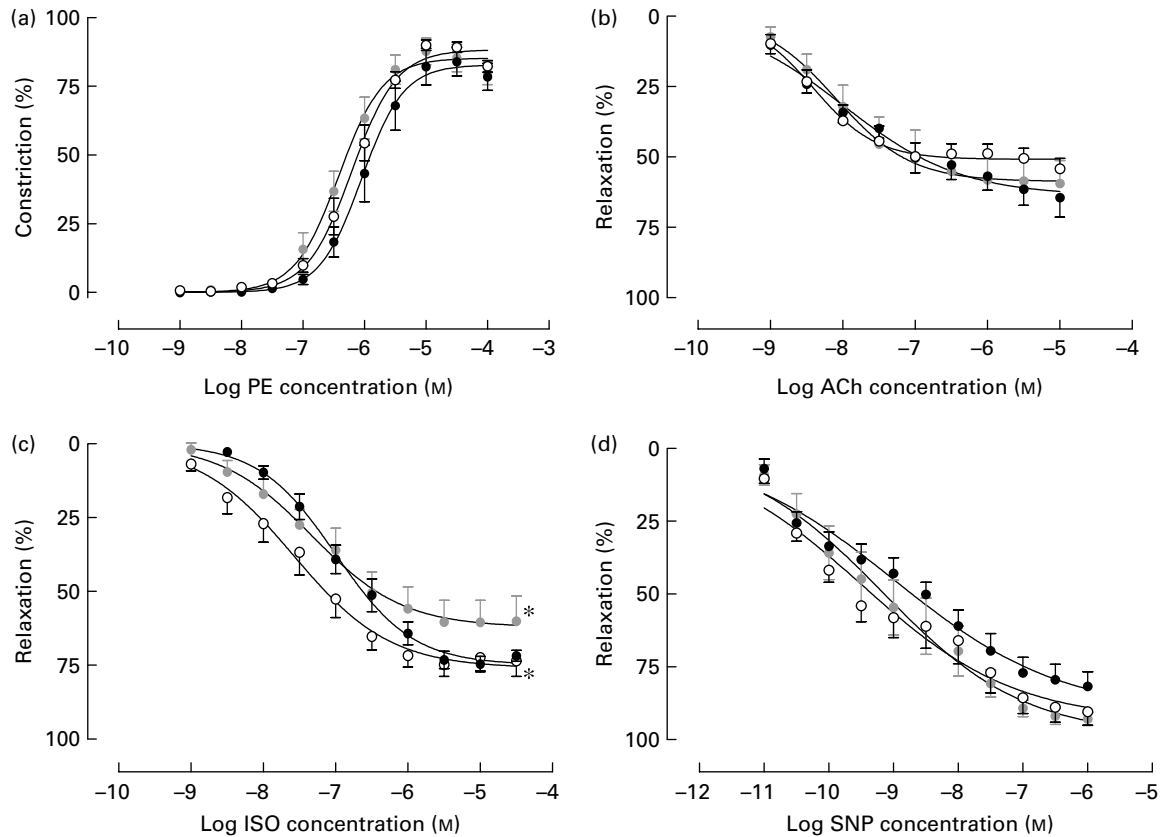 (a)
100
75
50
25
0
Constriction (%)
–10 –9 –8 –7 –6 –5 –4 –3
Log PE concentration (M)
(b)
0
25
50
75
100
Relaxation (%)
–10 –9 –8 –7 –6 –5 –4
Log ACh concentration (M)
(c)
0
25
50
75
100
Relaxation (%)
*
*
–10 –9 –8 –7 –6 –5 –4
Log ISO concentration (M)
(d)
0
25
50
75
100
Relaxation (%)
–12 –11 –10 –9 –8 –7 –6 –5
Log SNP concentration (M)